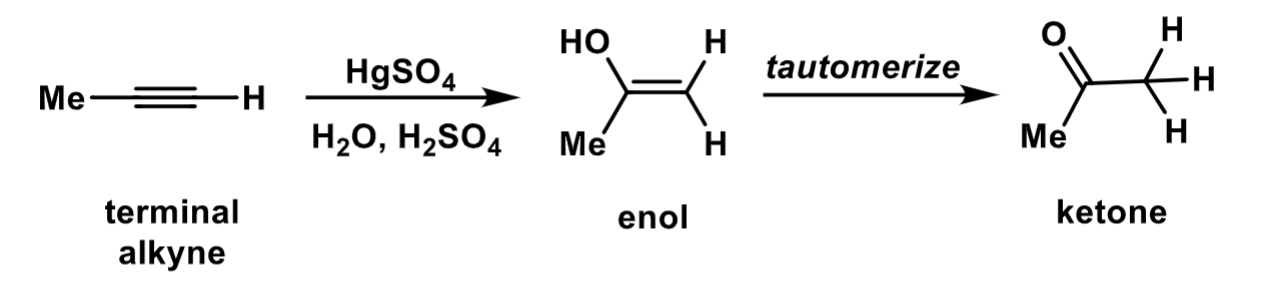 Me H
HgSO4
H2O, H2SO4
HO H
Me H
tautomerize
O H
H
Me H
terminal
alkyne
enol
ketone